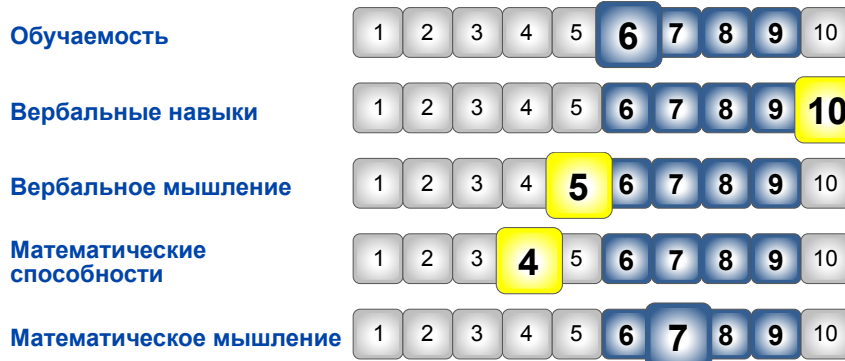 Обучаемость 1 2 3 4 5 6 7 8 9 10
Вербальные навыки 1 2 3 4 5 6 7 8 9 10
Вербальное мышление 1 2 3 4 5 6 7 8 9 10
Математические
способности 1 2 3 4 5 6 7 8 9 10
Математическое мышление 1 2 3 4 5 6 7 8 9 10